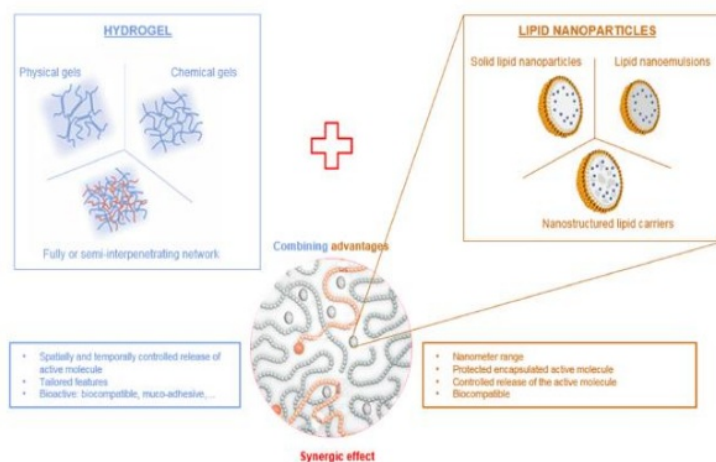 HYDROGEL
Physical gels
Chemical gels
Fully or semi-interpenetrating network
LIPID NANOPARTICLES
Solid lipid nanoparticles
Lipid nanoemulsions
Nanostructured lipid carriers
Combining advantages
• Spatially and temporally controlled release of
active molecule
• Tailored features
• Bioactive: biocompatible, muco-adhesive, ...
• Nanometer range
• Protected encapsulated active molecule
• Controlled release of the active molecule
• Biocompatible
Synergic effect